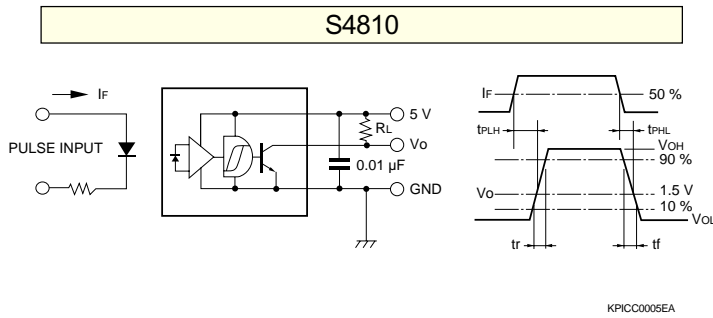 S4810
IF
PULSE INPUT
5 V
RL
Vo
0.01 µF
GND
IF
50 %
tPLH
tPHL
VOH
90 %
Vo
1.5 V
10 %
VOL
tr
tf
KPICC0005EA